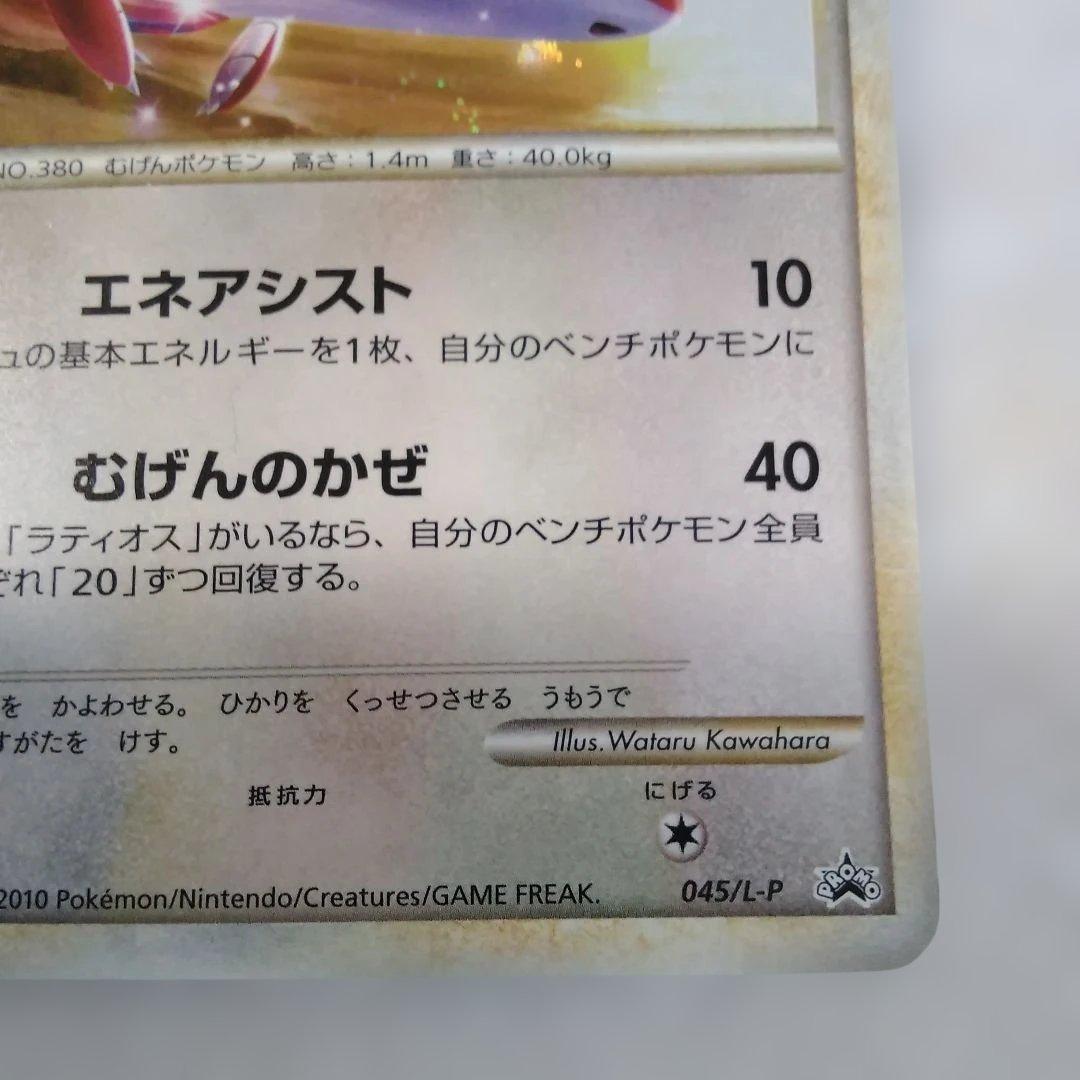 NO.380 むげんポケモン 高さ：1.4m 重さ：40.0kg
エネアシスト 10
ュの基本エネルギーを1枚、自分のベンチポケモンに
むげんのかぜ 40
「ラティオス」がいるなら、自分のベンチポケモン全員
ぞれ「20」ずつ回復する。
を かよわせる。 ひかりを くっせつさせる うもうで
すがたを けす。
Illus. Wataru Kawahara
抵抗力 にげる
2010 Pokémon/Nintendo/Creatures/GAME FREAK. 045/L-P PROMO